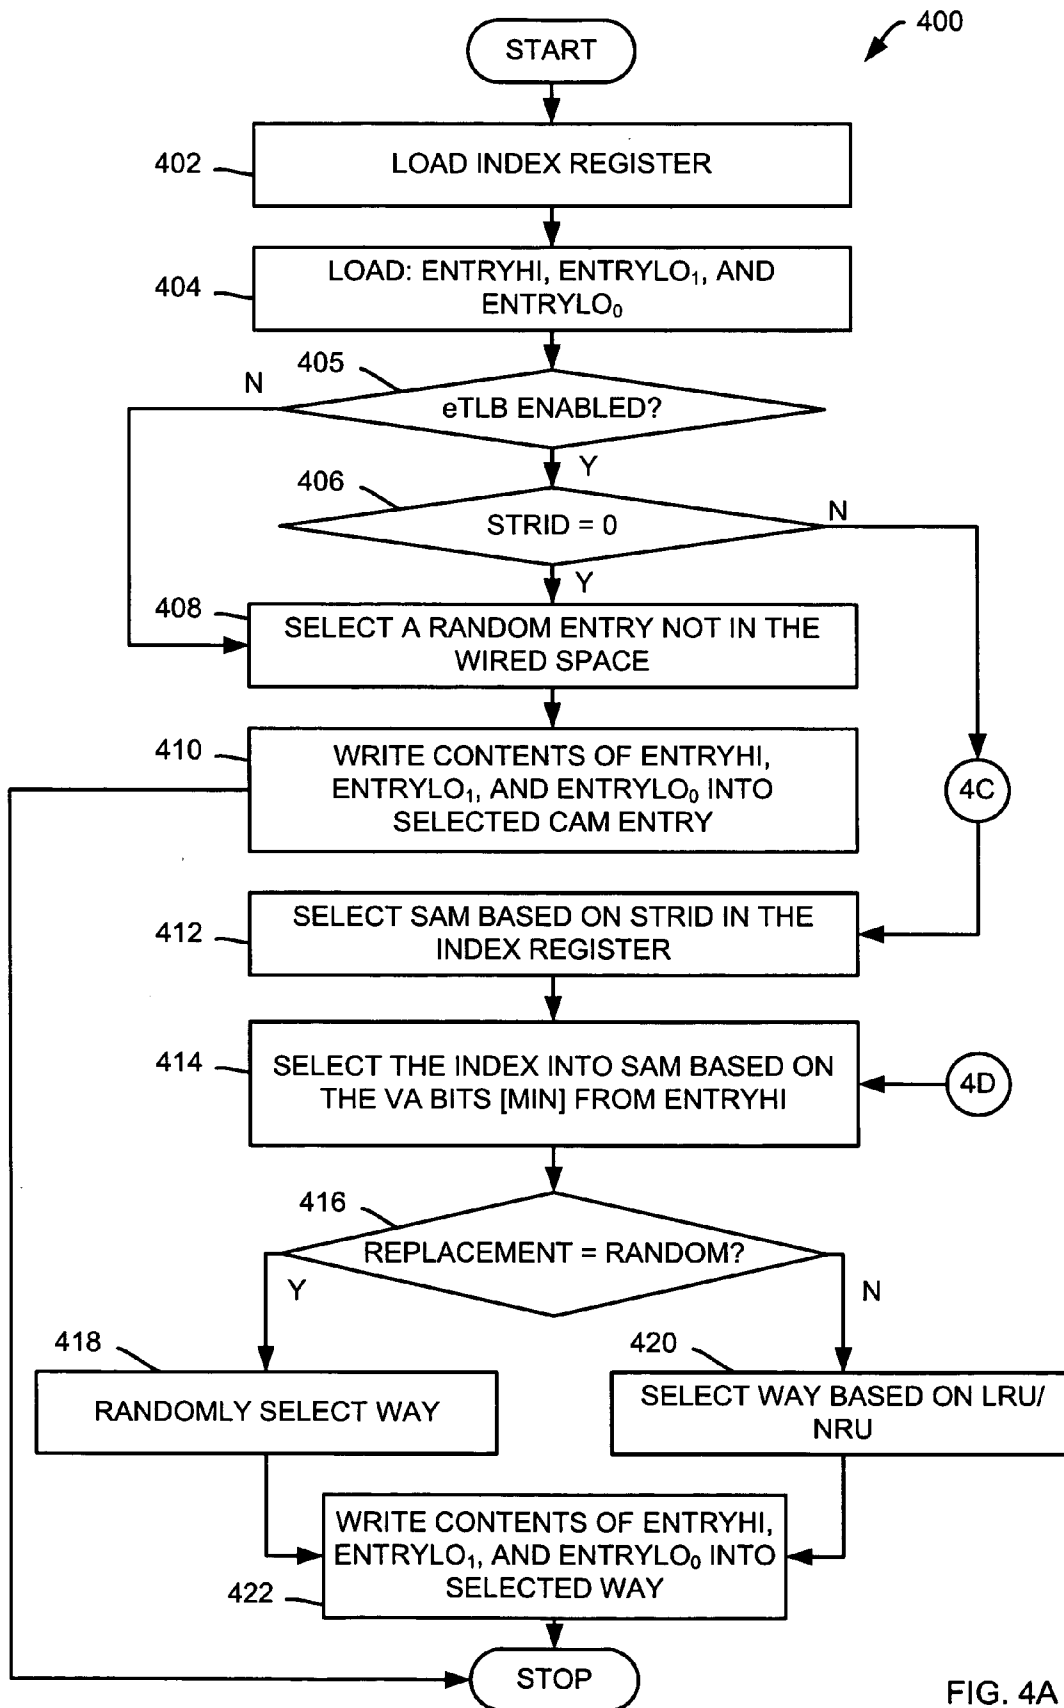 400
START
402
LOAD INDEX REGISTER
404
LOAD: ENTRYHI, ENTRYLO₁, AND
ENTRYLO₀
405
N
eTLB ENABLED?
Y
406
N
STRID = 0
Y
408
SELECT A RANDOM ENTRY NOT IN THE
WIRED SPACE
410
WRITE CONTENTS OF ENTRYHI,
ENTRYLO₁, AND ENTRYLO₀ INTO
SELECTED CAM ENTRY
4C
412
SELECT SAM BASED ON STRID IN THE
INDEX REGISTER
414
SELECT THE INDEX INTO SAM BASED ON
THE VA BITS [MIN] FROM ENTRYHI
4D
416
REPLACEMENT = RANDOM?
Y
N
418
RANDOMLY SELECT WAY
420
SELECT WAY BASED ON LRU/
NRU
WRITE CONTENTS OF ENTRYHI,
ENTRYLO₁, AND ENTRYLO₀ INTO
SELECTED WAY
422
STOP
FIG. 4A